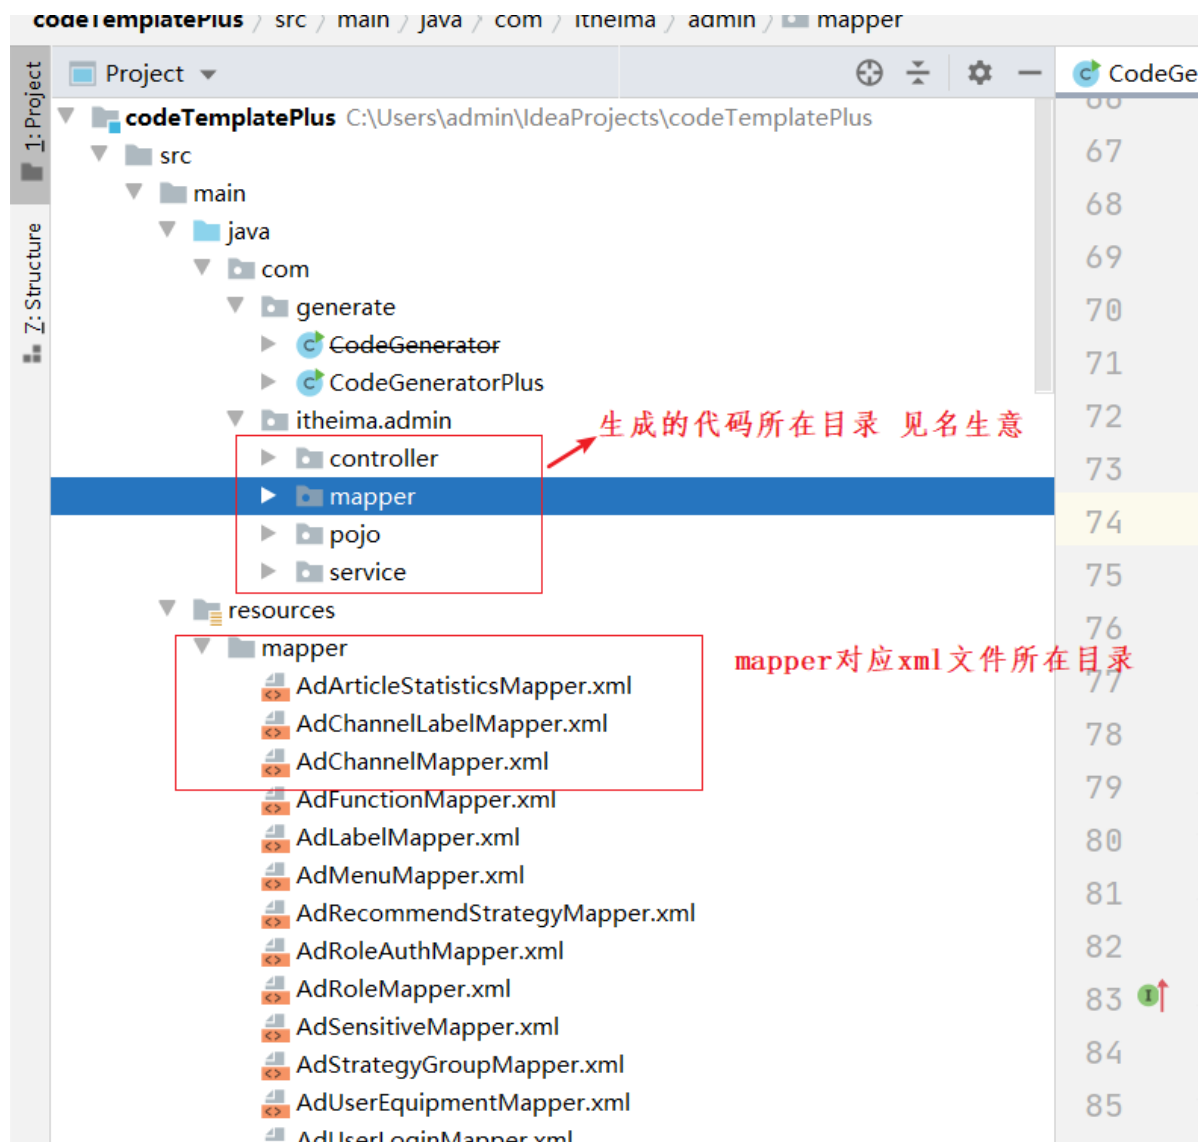 codeTemplatePlus / src / main / java / com / itheima / admin / mapper
1: Project
7: Structure
Project
CodeGe
codeTemplatePlus C:\Users\admin\IdeaProjects\codeTemplatePlus
src
main
java
com
generate
CodeGenerator
CodeGeneratorPlus
itheima.admin
生成的代码所在目录 见名生意
controller
mapper
pojo
service
resources
mapper
mapper对应xml文件所在目录
AdArticleStatisticsMapper.xml
AdChannelLabelMapper.xml
AdChannelMapper.xml
AdFunctionMapper.xml
AdLabelMapper.xml
AdMenuMapper.xml
AdRecommendStrategyMapper.xml
AdRoleAuthMapper.xml
AdRoleMapper.xml
AdSensitiveMapper.xml
AdStrategyGroupMapper.xml
AdUserEquipmentMapper.xml
AdUserLoginMapper.xml
66
67
68
69
70
71
72
73
74
75
76
77
78
79
80
81
82
83
84
85